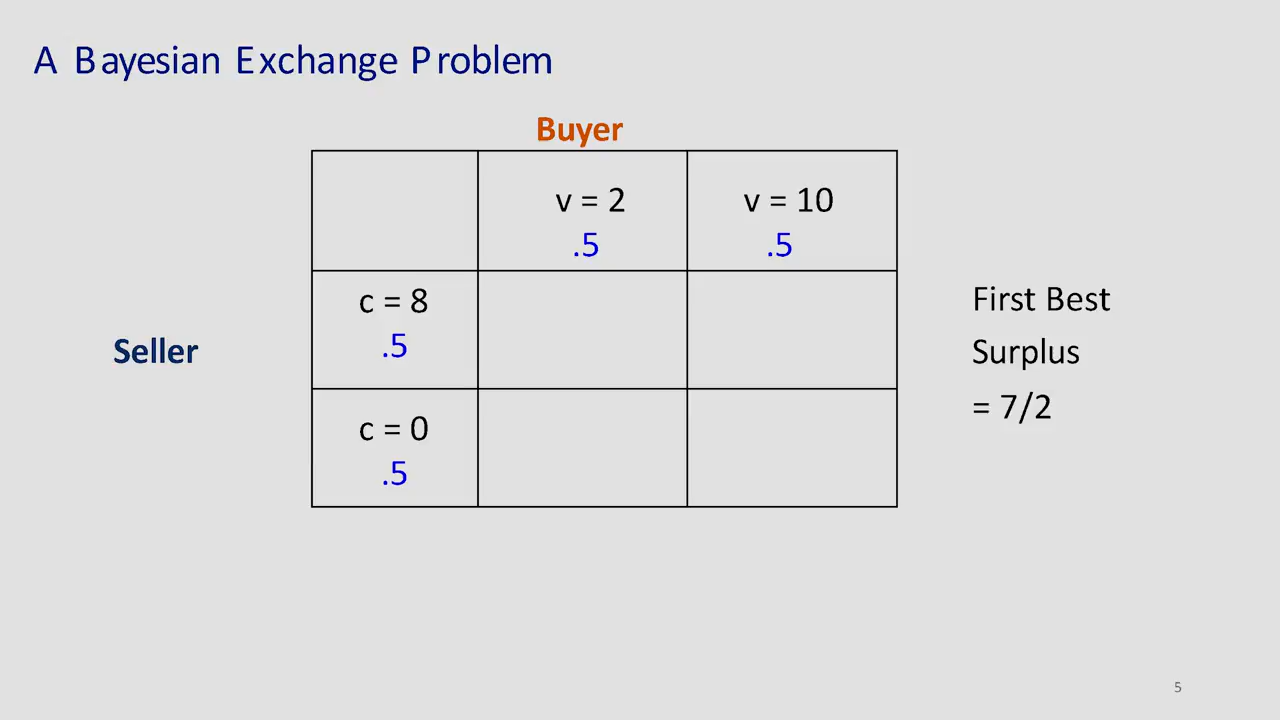 A Bayesian Exchange Problem
Buyer
v = 2
.5
v = 10
.5
Seller
c = 8
.5
c = 0
.5
First Best
Surplus
= 7/2
5